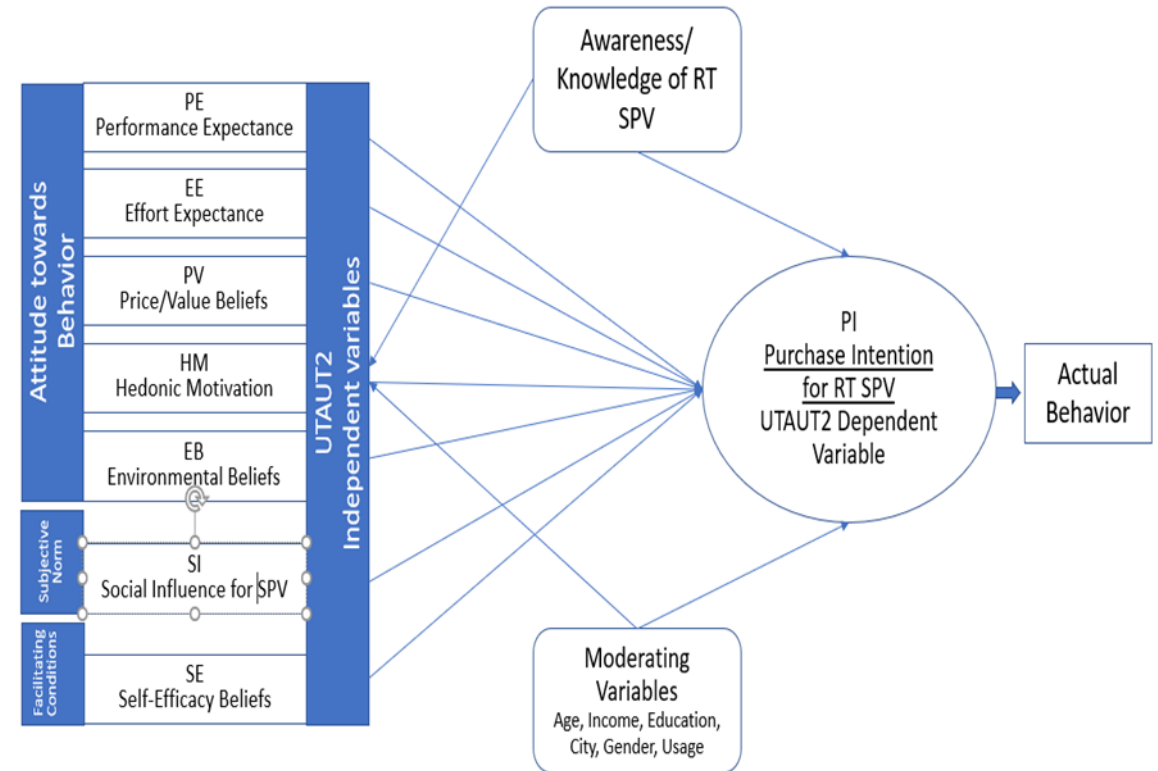 Attitude towards
Behavior
PE
Performance Expectance
EE
Effort Expectance
PV
Price/Value Beliefs
HM
Hedonic Motivation
EB
Environmental Beliefs
Subjective
Norm
SI
Social Influence for SPV
Facilitating
Conditions
SE
Self-Efficacy Beliefs
UTAUT2
Independent variables
Awareness/
Knowledge of RT
SPV
PI
Purchase Intention
for RT SPV
UTAUT2 Dependent
Variable
Actual
Behavior
Moderating
Variables
Age, Income, Education,
City, Gender, Usage